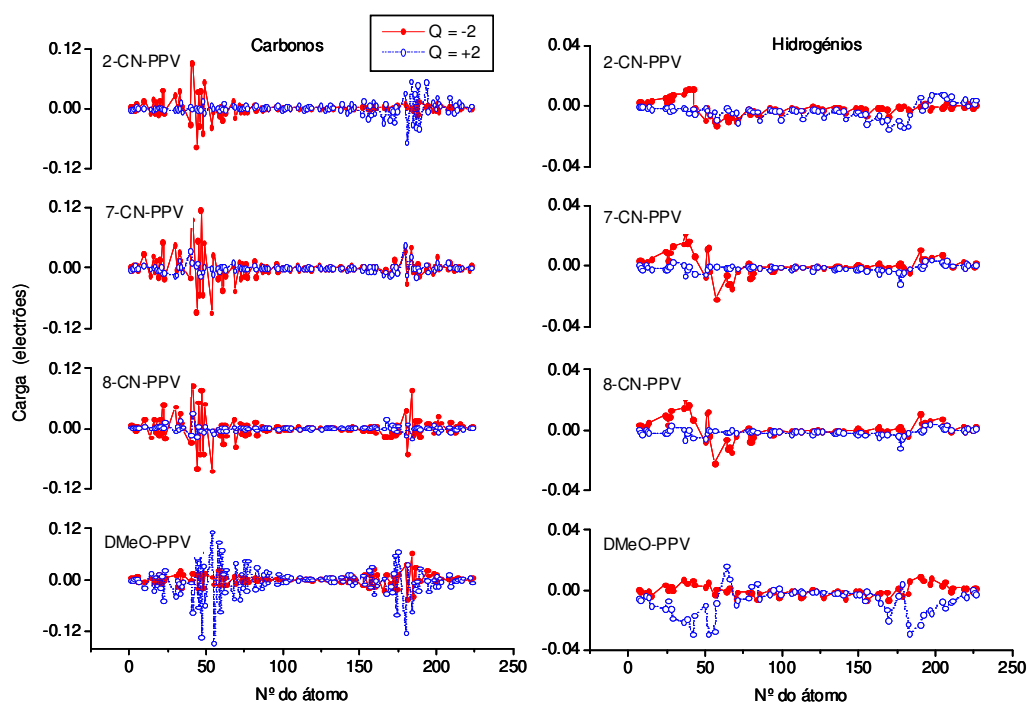 Carbonos
Q = -2
Q = +2
Hidrogénios
2-CN-PPV
0.12
0.00
-0.12
7-CN-PPV
0.12
0.00
-0.12
8-CN-PPV
0.12
0.00
-0.12
DMeO-PPV
0.12
0.00
-0.12
0 50 100 150 200 250
Nº do átomo
Carga (electrões)
2-CN-PPV
0.04
0.00
-0.04
7-CN-PPV
0.04
0.00
-0.04
8-CN-PPV
0.04
0.00
-0.04
DMeO-PPV
0.04
0.00
-0.04
0 50 100 150 200 250
Nº do átomo